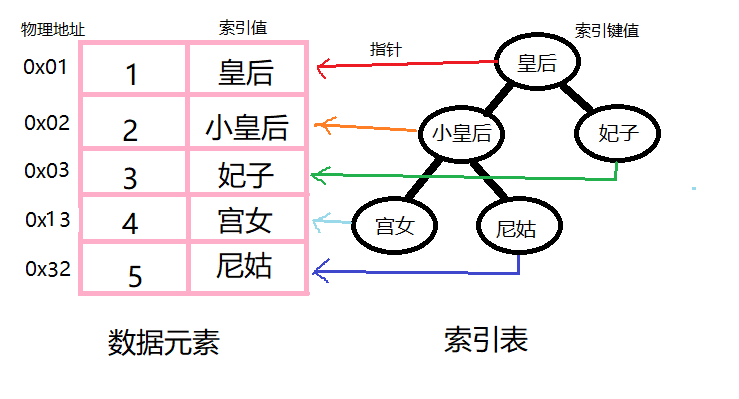 物理地址
索引值
索引键值
指针
0x01
1
皇后
皇后
0x02
2
小皇后
小皇后
妃子
0x03
3
妃子
0x13
4
宫女
宫女
尼姑
0x32
5
尼姑
数据元素
索引表